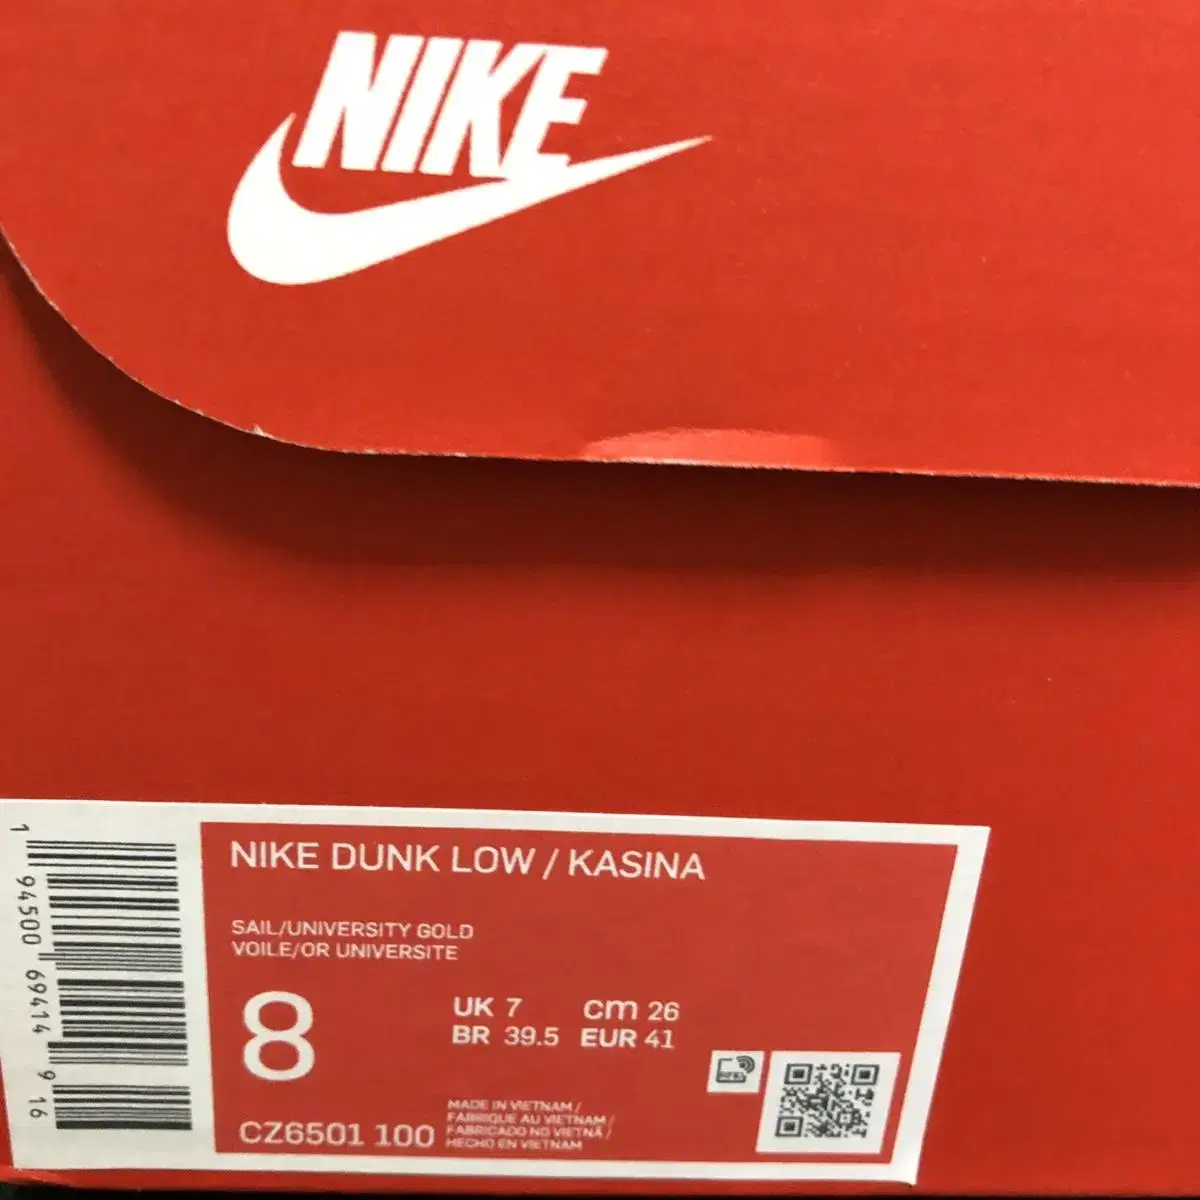 NIKE
NIKE DUNK LOW / KASINA
SAIL/UNIVERSITY GOLD
VOILE/OR UNIVERSITE
8
UK 7 cm 26
BR 39.5 EUR 41
CZ6501 100
MADE IN VIETNAM /
FABRIQUE AU VIETNAM /
FABRICADO NO VIETNÃ /
HECHO EN VIETNAM
1 94500 69414 9 16